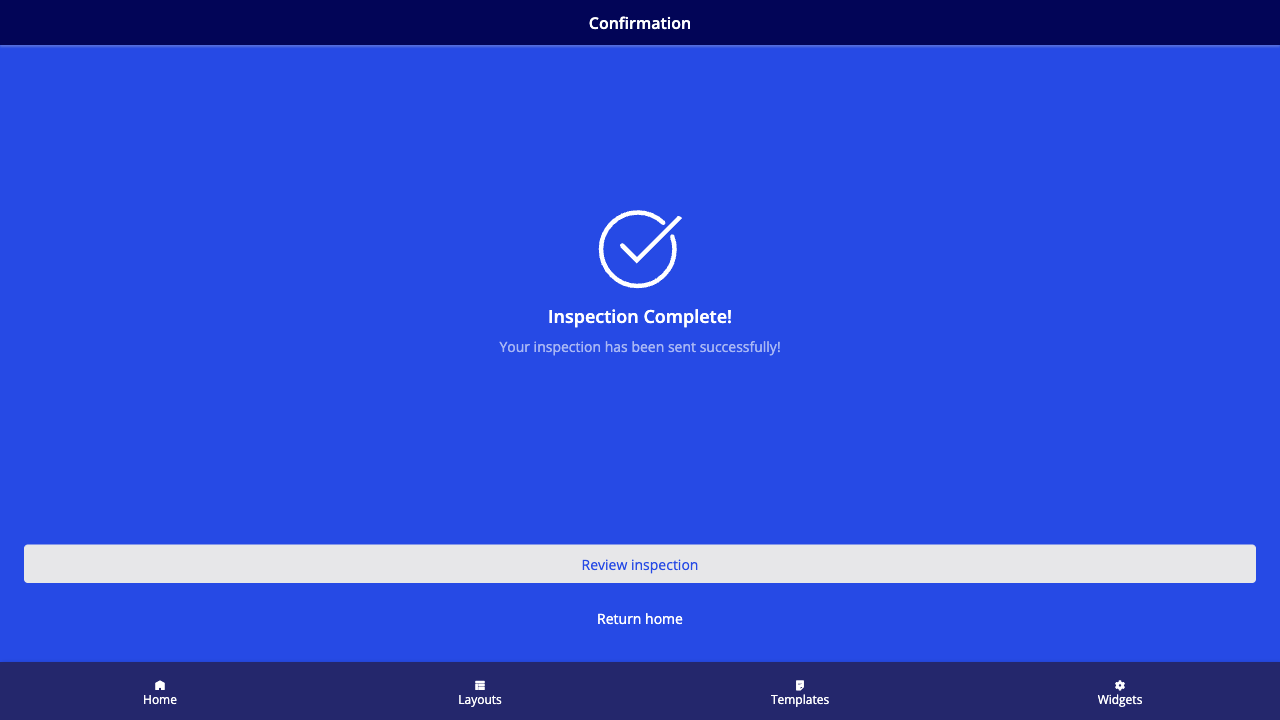 Confirmation
Inspection Complete!
Your inspection has been sent successfully!
Review inspection
Return home
Home
Layouts
Templates
Widgets